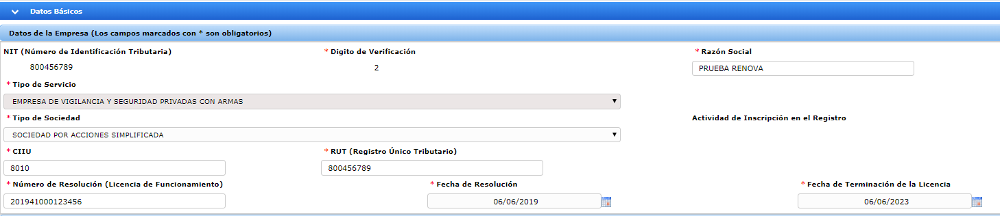 Datos Básicos
Datos de la Empresa (Los campos marcados con * son obligatorios)
NIT (Número de Identificación Tributaria) * Digito de Verificación * Razón Social
800456789 2 PRUEBA RENOVA
* Tipo de Servicio
EMPRESA DE VIGILANCIA Y SEGURIDAD PRIVADAS CON ARMAS
* Tipo de Sociedad Actividad de Inscripción en el Registro
SOCIEDAD POR ACCIONES SIMPLIFICADA
* CIIU * RUT (Registro Único Tributario)
8010 800456789
* Número de Resolución (Licencia de Funcionamiento) * Fecha de Resolución * Fecha de Terminación de la Licencia
201941000123456 06/06/2019 06/06/2023